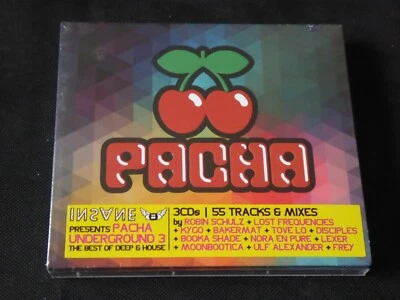 PACHA
INSANE
PRESENTS PACHA
UNDERGROUND 3
THE BEST OF DEEP & HOUSE
3CDs | 55 TRACKS & MIXES
by ROBIN SCHULZ + LOST FREQUENCIES
+ KYGO + BAKERMAT + TOVE LO + DISCIPLES
+ BOOKA SHADE + NORA EN PURE + LEXER
+ MOONBOOTICA + ULF ALEXANDER + FREY